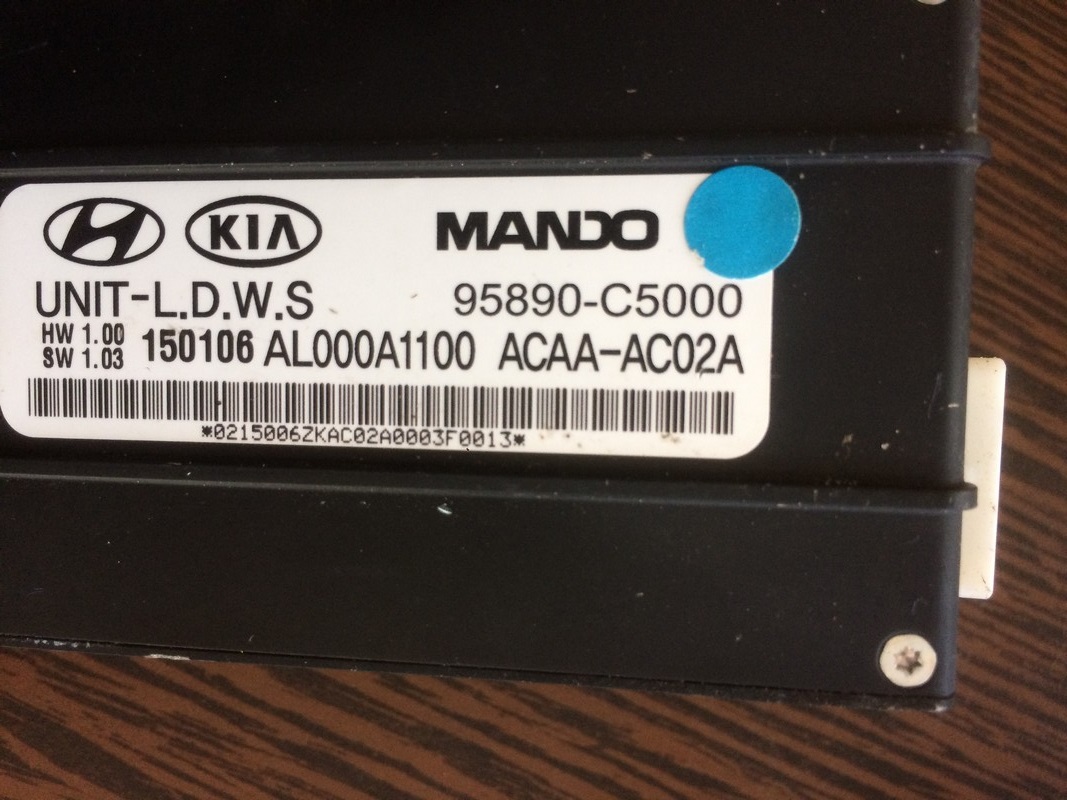 KIA MANDO
UNIT-L.D.W.S 95890-C5000
HW 1.00
SW 1.03 150106 AL000A1100 ACAA-AC02A
*0215006ZKAC02A0003F0013*